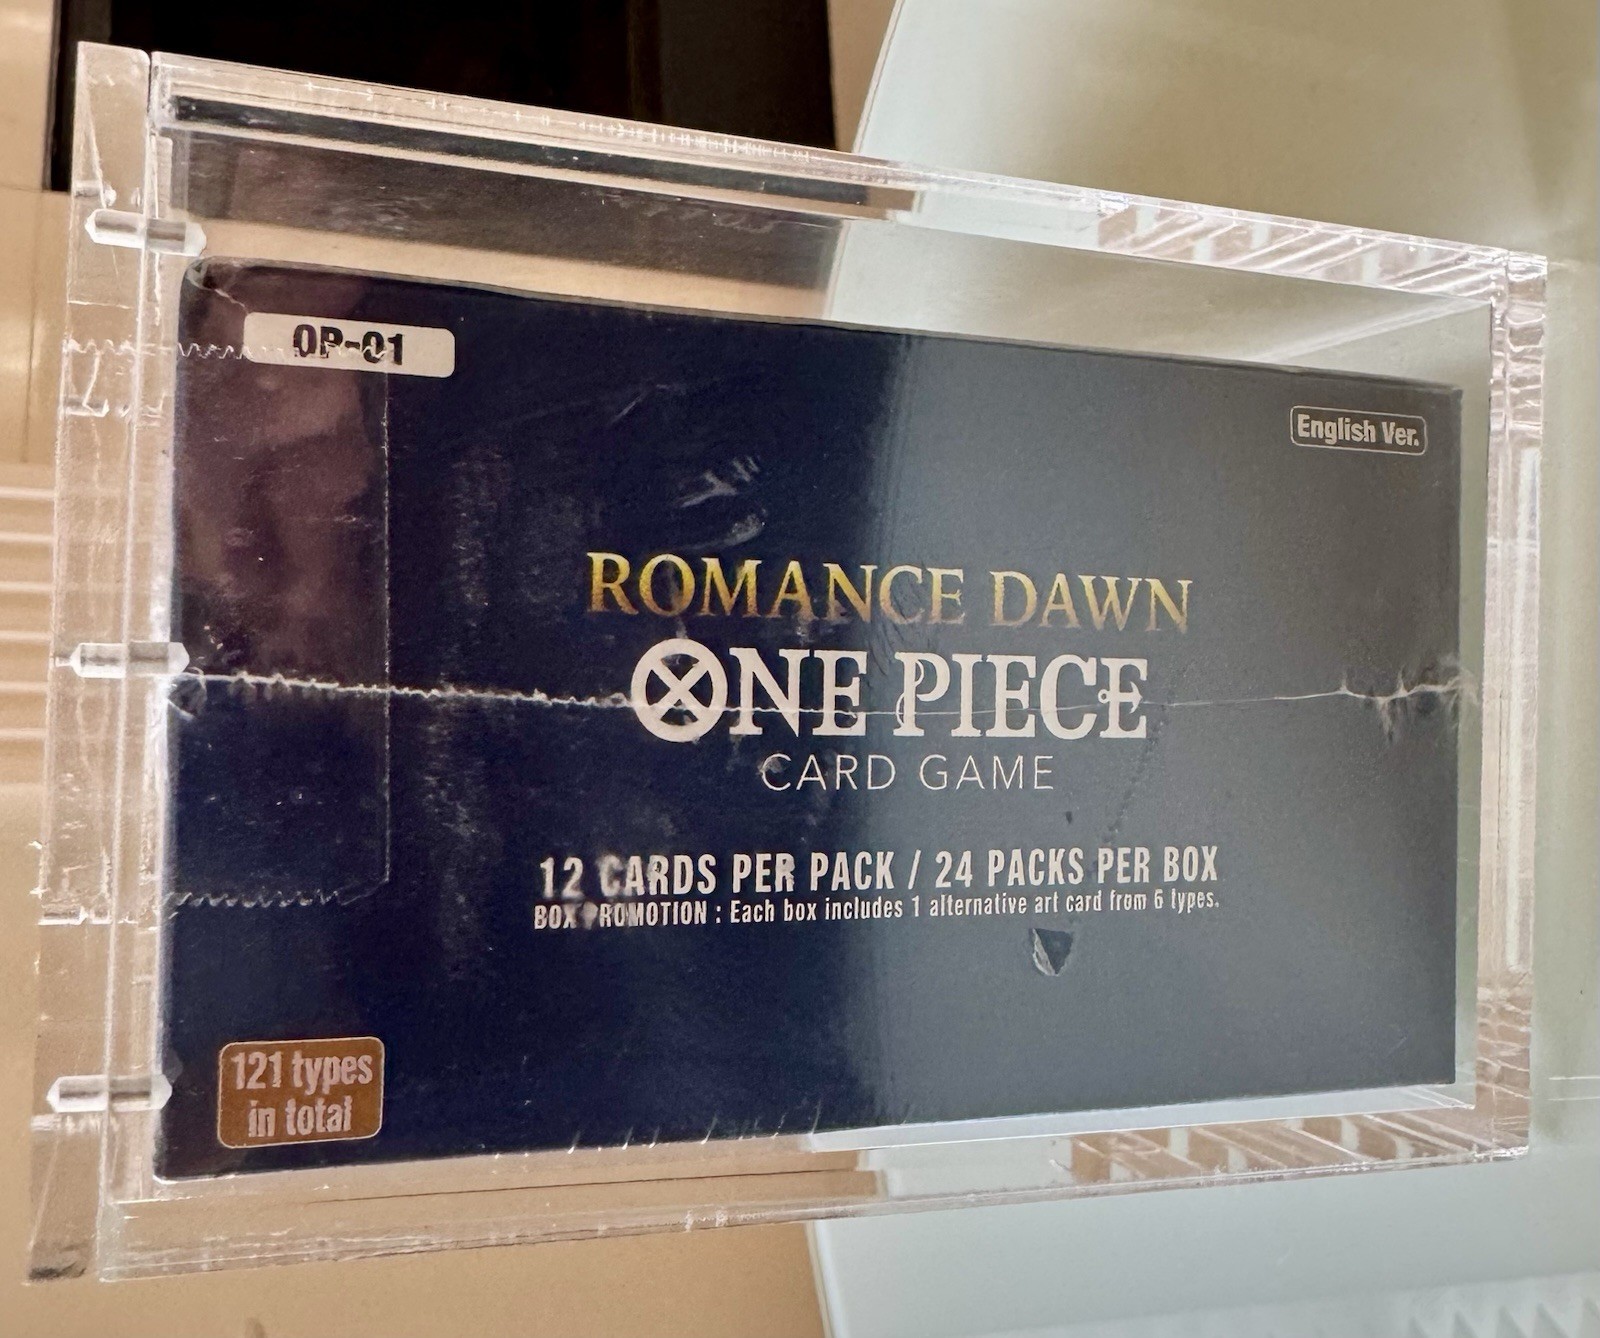 OP-01
English Ver.
ROMANCE DAWN
ONE PIECE
CARD GAME
12 CARDS PER PACK / 24 PACKS PER BOX
BOX PROMOTION : Each box includes 1 alternative art card from 6 types.
121 types
in total